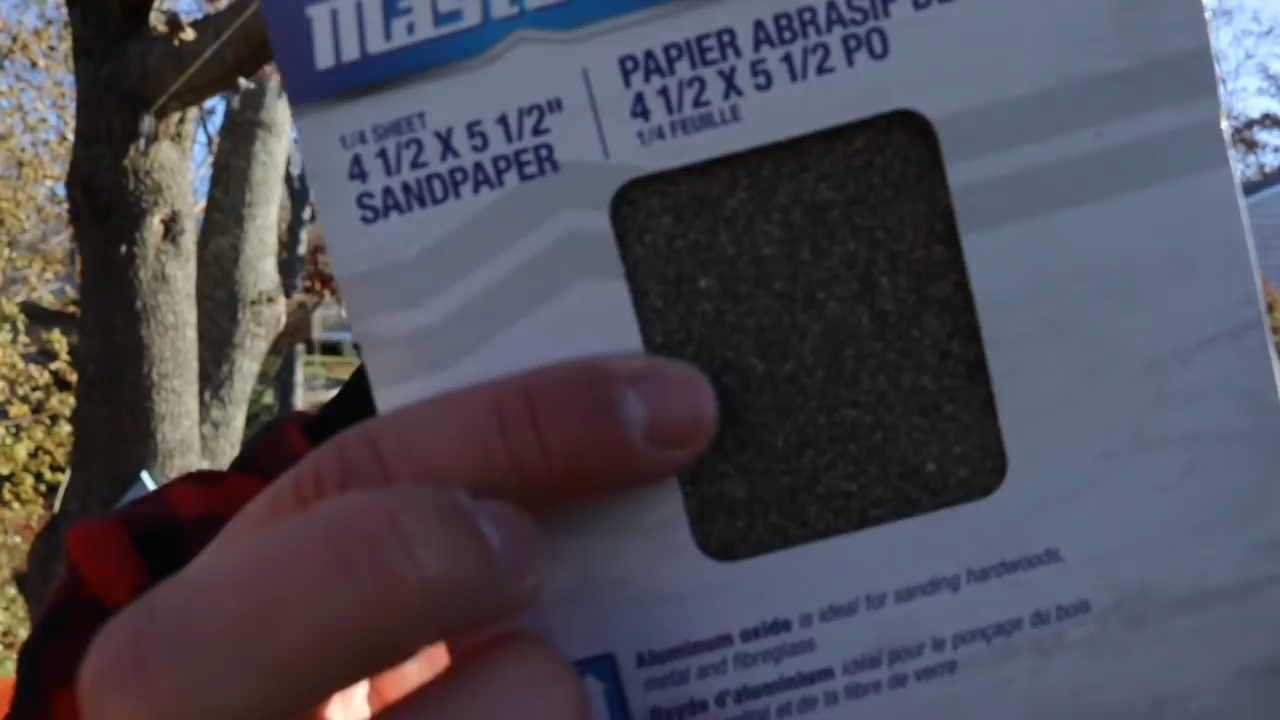 1/4 SHEET
4 1/2 X 5 1/2"
SANDPAPER
PAPIER ABRASIF DE
4 1/2 X 5 1/2 PO
1/4 FEUILLE
Aluminum oxide is ideal for sanding hardwoods,
metal and fibreglass
Oxyde d'aluminium idéal pour le ponçage du bois
et de la fibre de verre